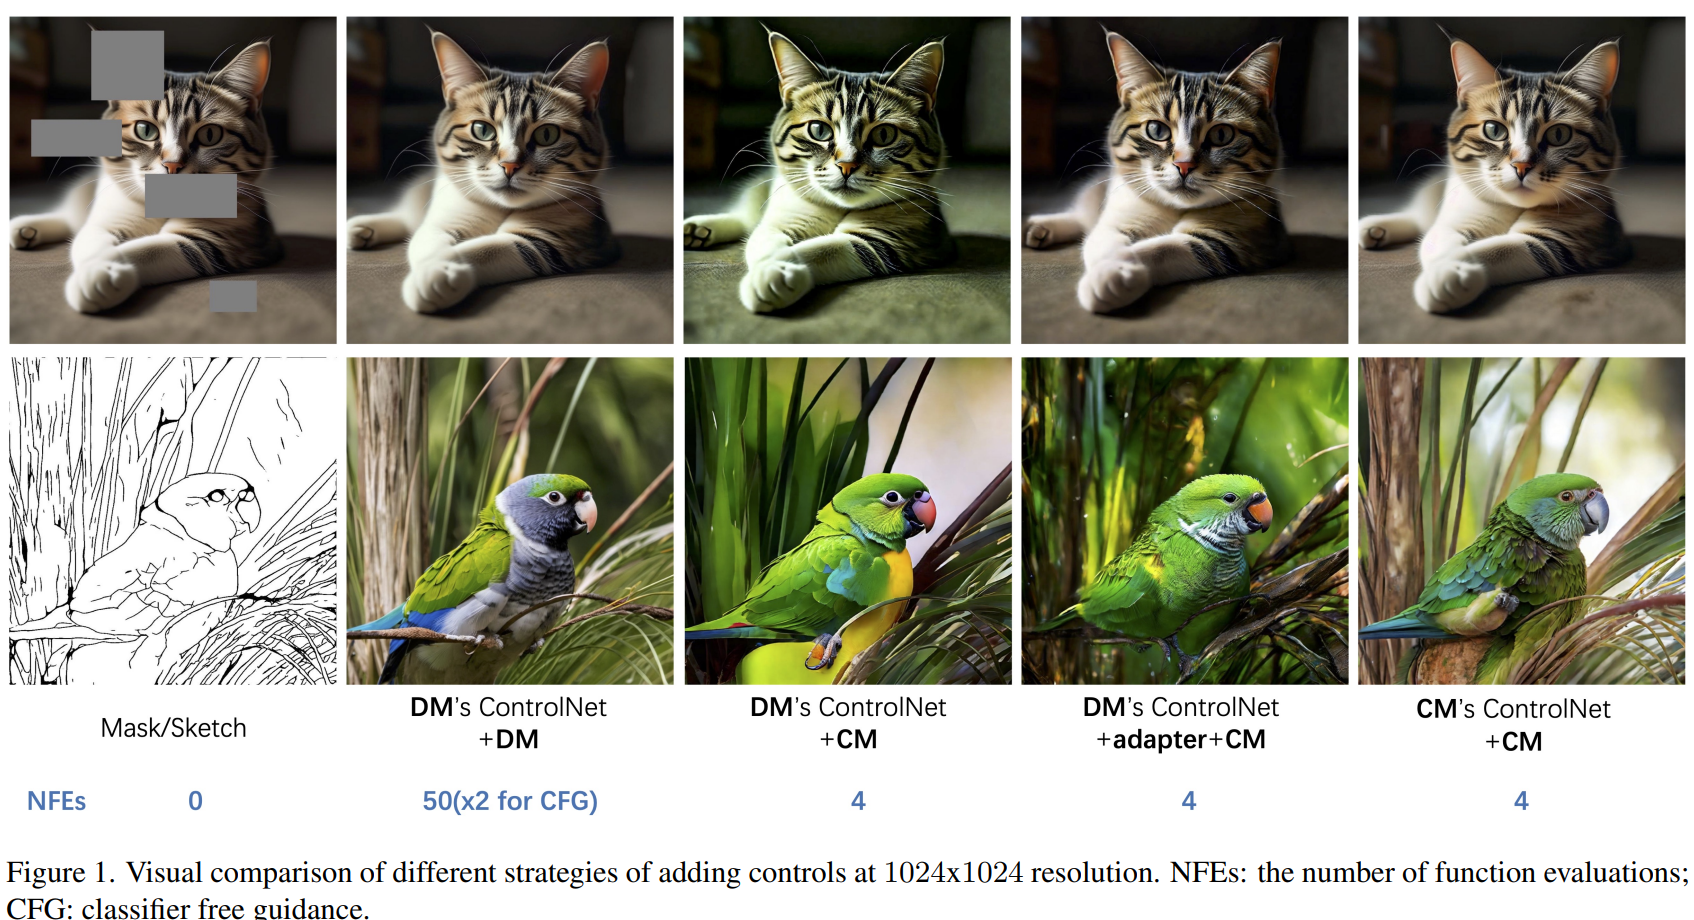 Mask/Sketch
DM's ControlNet
+DM
DM's ControlNet
+CM
DM's ControlNet
+adapter+CM
CM's ControlNet
+CM
NFEs 0 50(x2 for CFG) 4 4 4
Figure 1. Visual comparison of different strategies of adding controls at 1024x1024 resolution. NFEs: the number of function evaluations;
CFG: classifier free guidance.